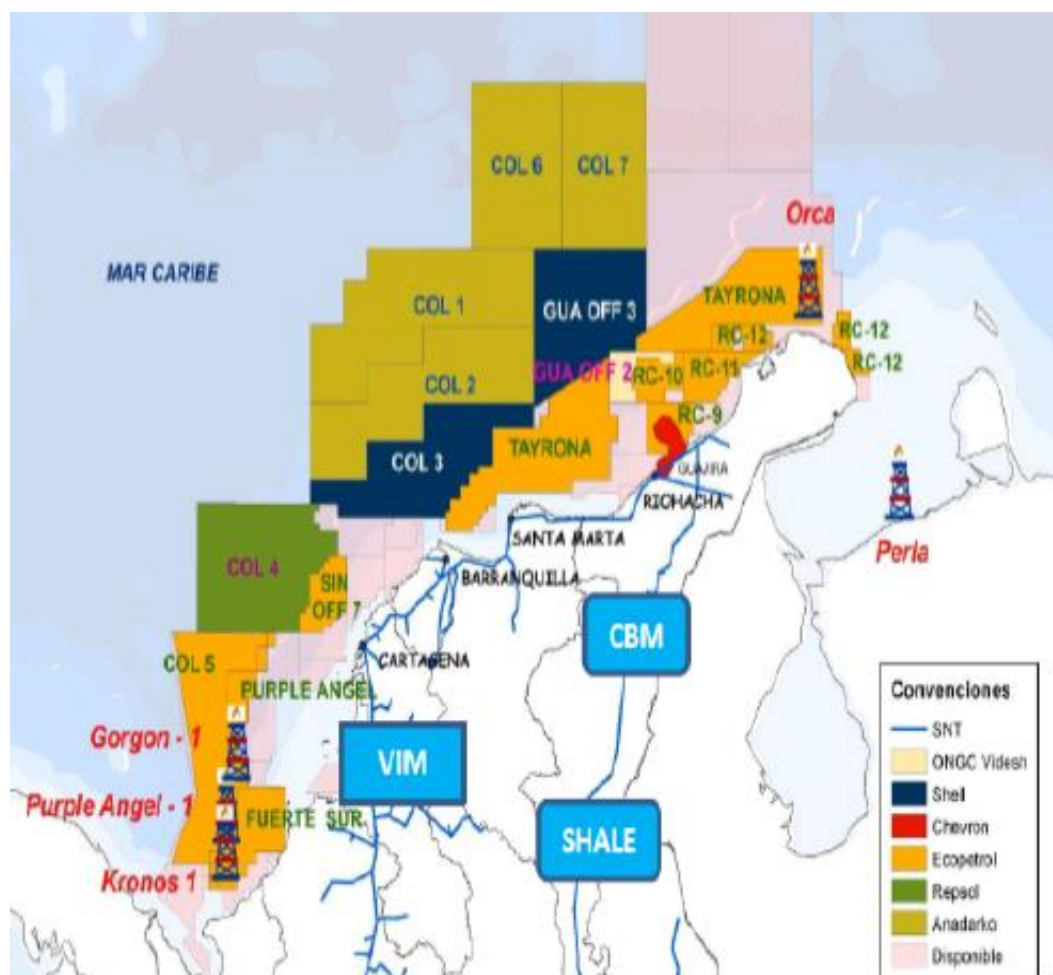 COL 6
COL 7
Orca
MAR CARIBE
COL 1
GUA OFF 3
TAYRONA
RC-12
RC-12
RC-12
COL 2
GUA OFF 2
RC-10
RC-11
RC-9
TAYRONA
COL 3
GUAJIRA
RIOHACHA
SANTA MARTA
BARRANQUILLA
Perla
COL 4
SIN
OFF 7
CARTAGENA
CBM
COL 5
PURPLE ANGEL
Gorgon - 1
VIM
Purple Angel - 1
FUERTE SUR
SHALE
Kronos 1
Convenciones
SNT
ONGC Videsh
Shell
Chevron
Ecopetrol
Repsol
Anadarko
Disponible